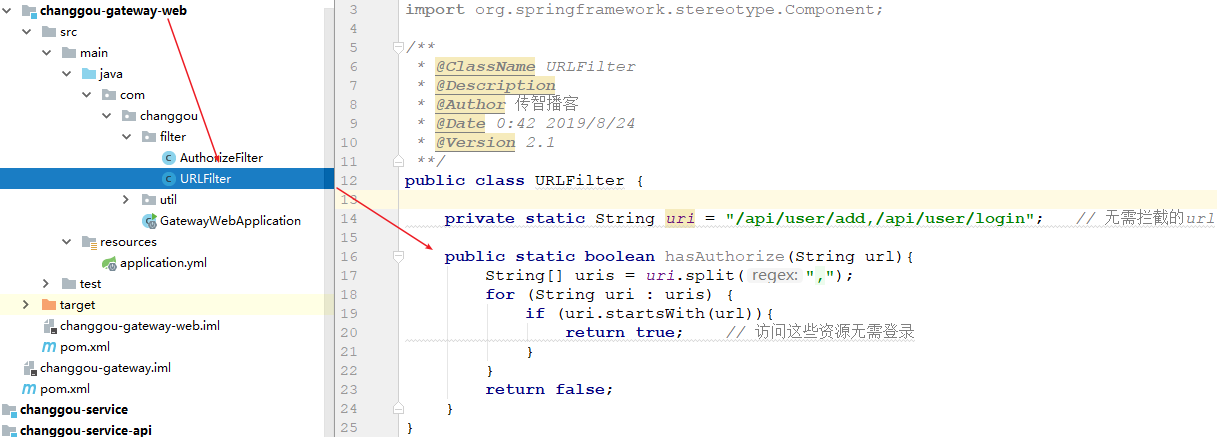 changgou-gateway-web
src
main
java
com
changgou
filter
AuthorizeFilter
URLFilter
util
GatewayWebApplication
resources
application.yml
test
target
changgou-gateway-web.iml
pom.xml
changgou-gateway.iml
pom.xml
changgou-service
changgou-service-api
3 import org.springframework.stereotype.Component;
4
5 /**
6 * @ClassName URLFilter
7 * @Description
8 * @Author 传智播客
9 * @Date 0:42 2019/8/24
10 * @Version 2.1
11 **/
12 public class URLFilter {
13
14 private static String uri = "/api/user/add,/api/user/login"; // 无需拦截的url
15
16 public static boolean hasAuthorize(String url){
17 String[] uris = uri.split( regex: ",");
18 for (String uri : uris) {
19 if (uri.startsWith(url)){
20 return true; // 访问这些资源无需登录
21 }
22 }
23 return false;
24 }
25 }